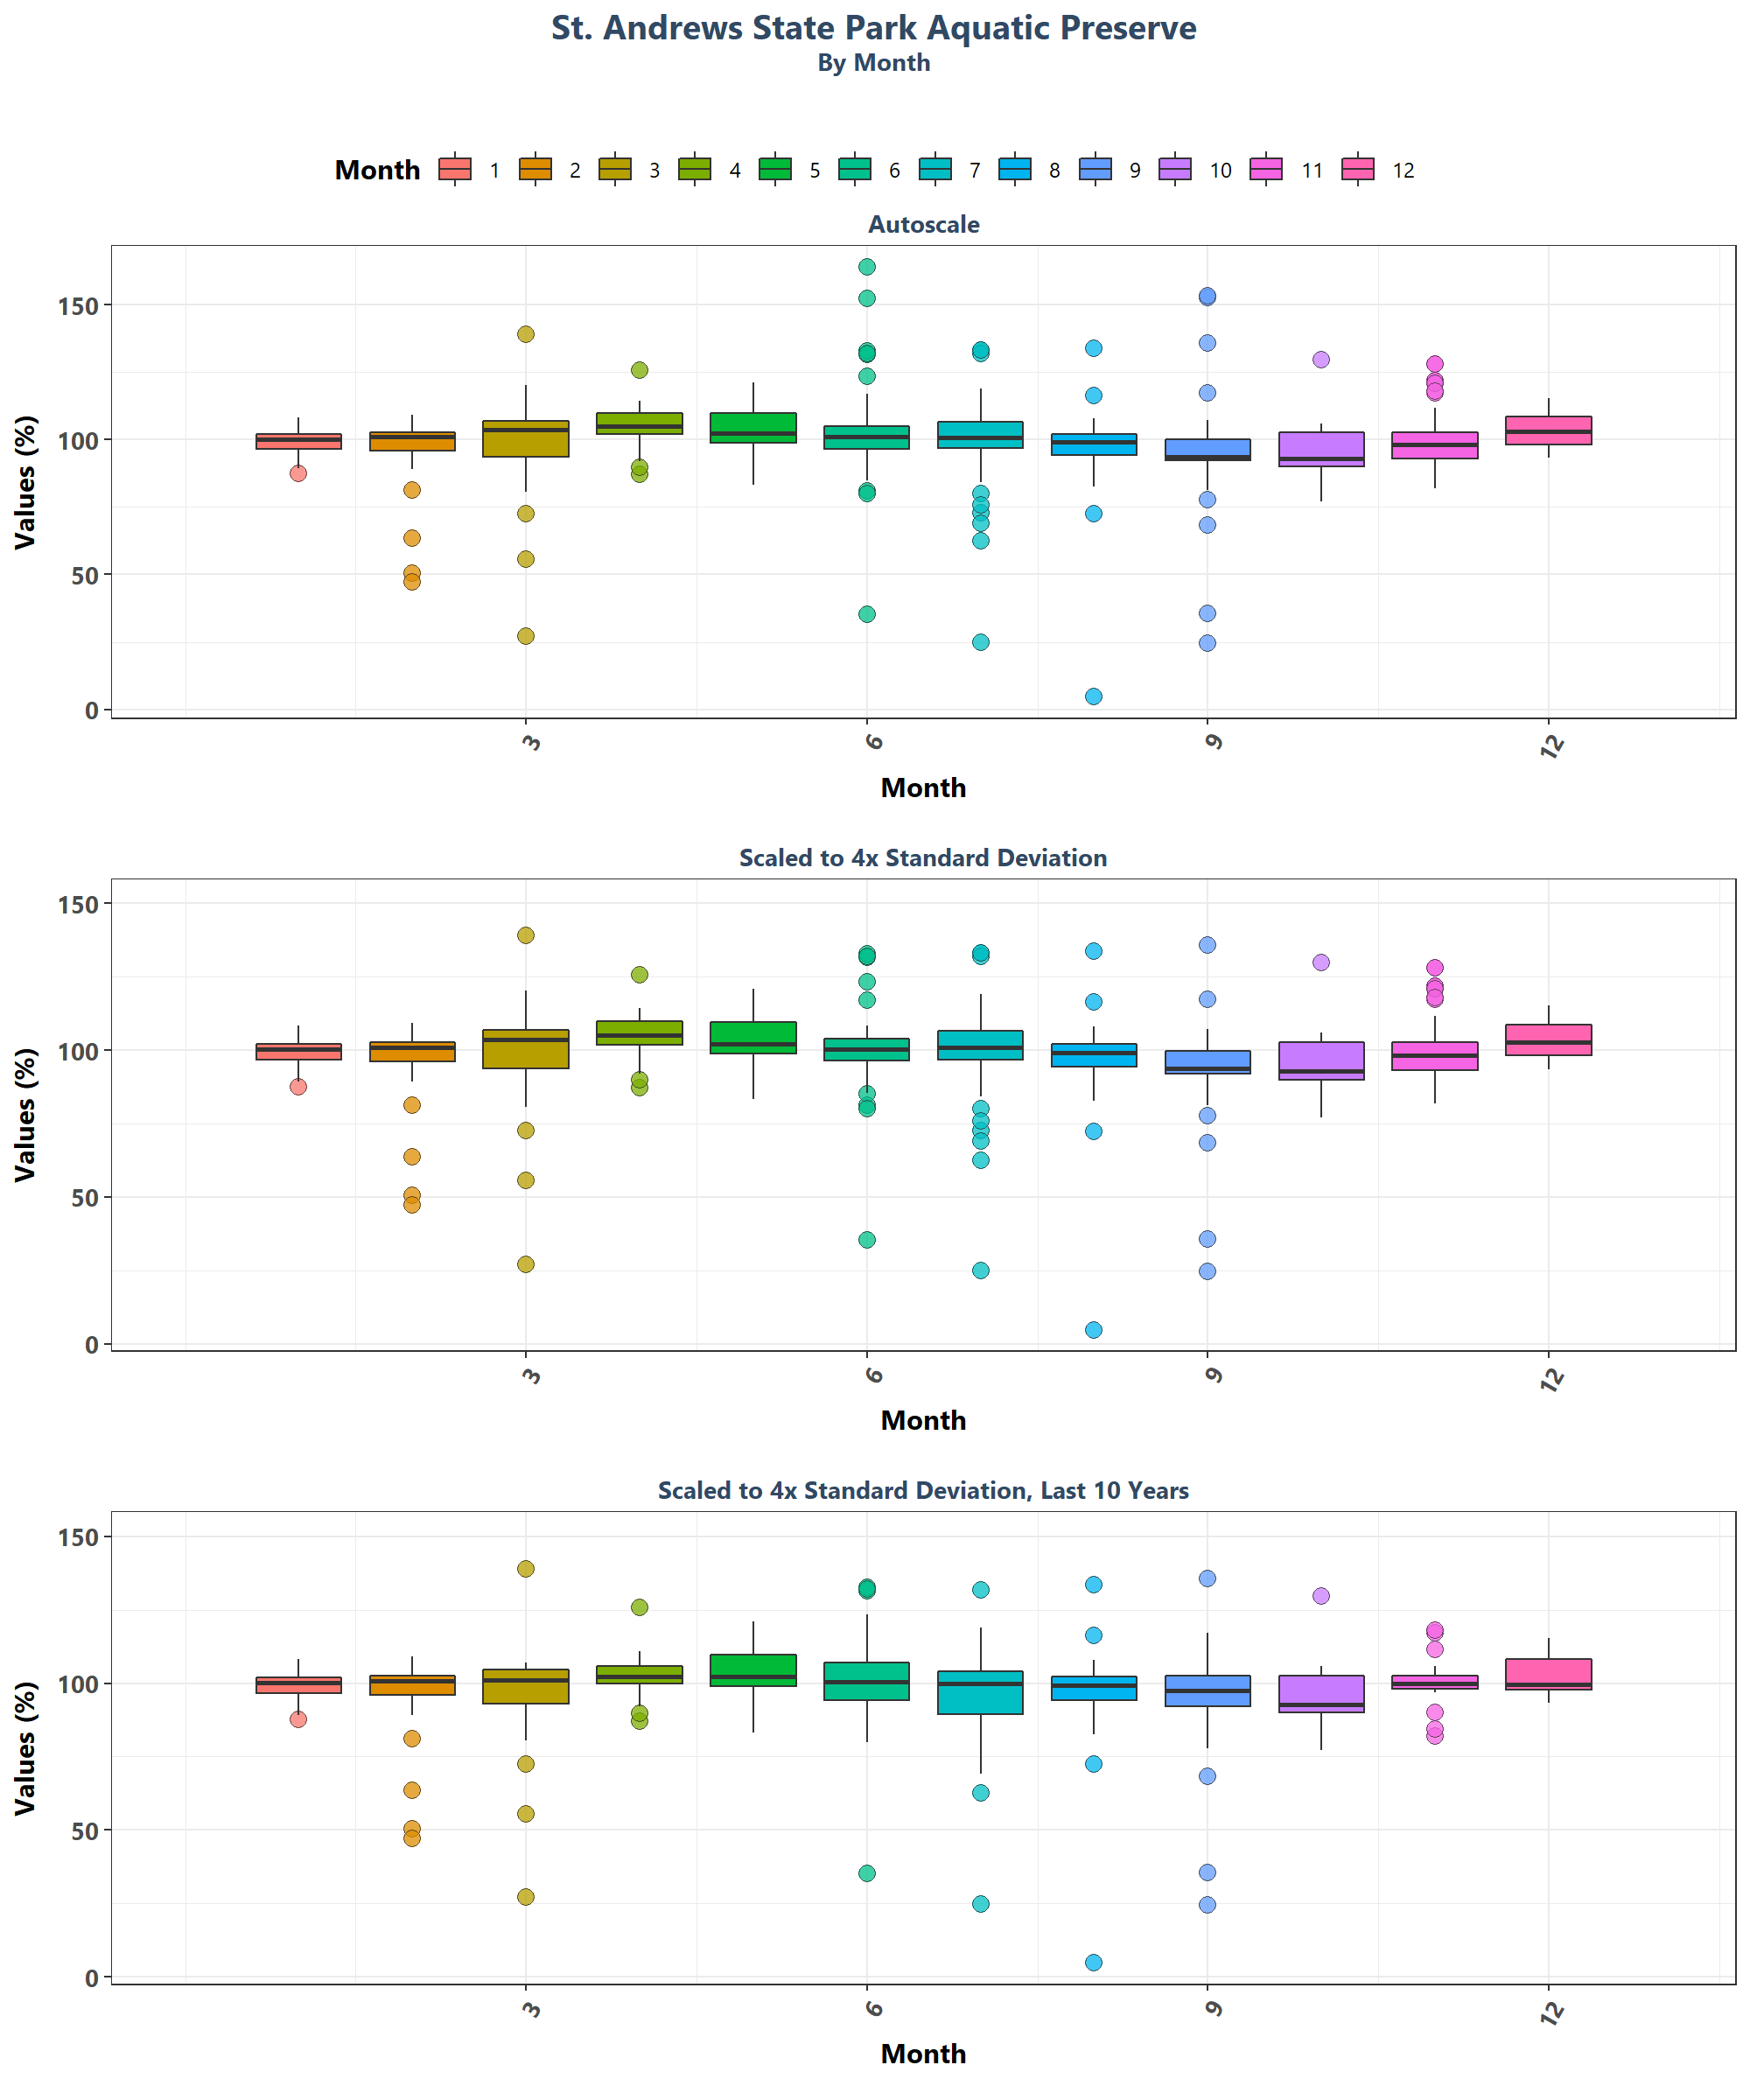 St. Andrews State Park Aquatic Preserve
By Month
Month 1 2 3 4 5 6 7 8 9 10 11 12
Autoscale
Values (%)
150
100
50
0
3 6 9 12
Month
Scaled to 4x Standard Deviation
Values (%)
150
100
50
0
3 6 9 12
Month
Scaled to 4x Standard Deviation, Last 10 Years
Values (%)
150
100
50
0
3 6 9 12
Month